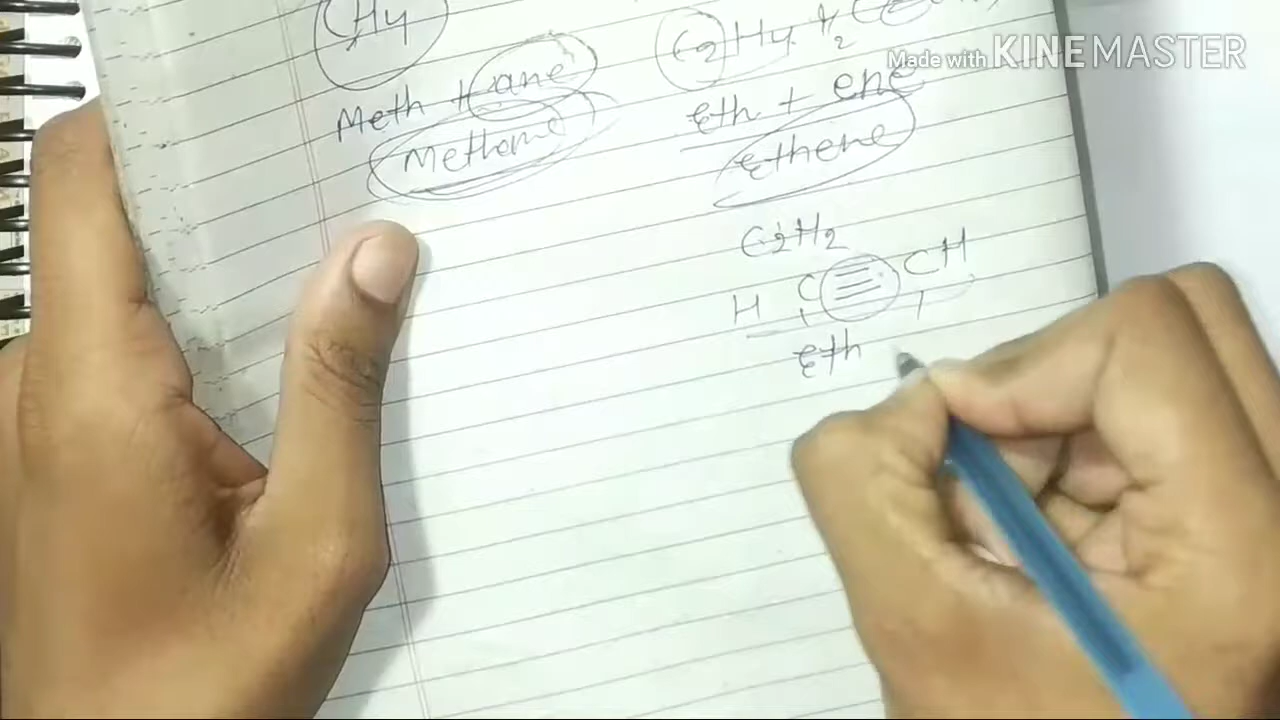 CH4
C2H4
Made with KINEMASTER
Meth + ane
Methane
Eth + ene
Ethene
C2H2
H C ≡ CH
Eth